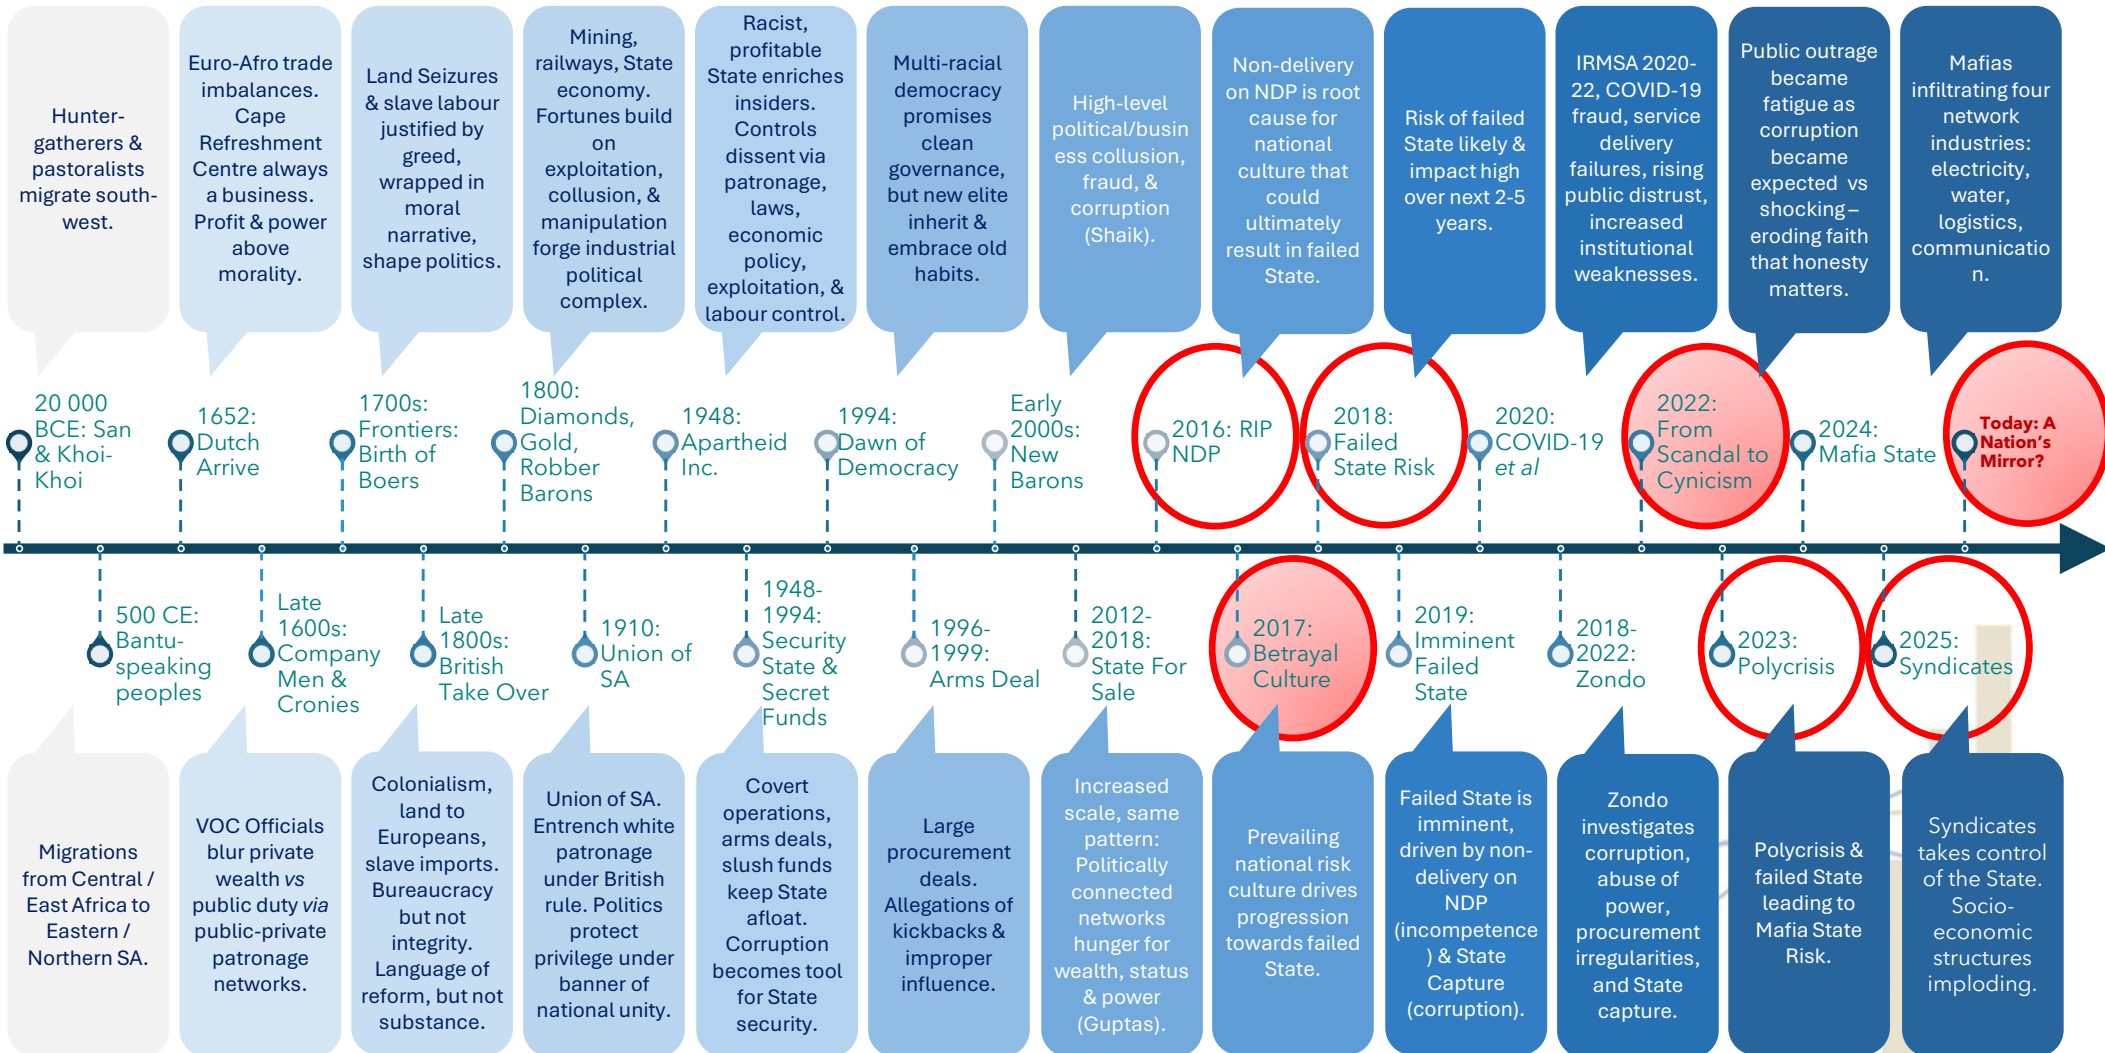 Hunter-
gatherers &
pastoralists
migrate south-
west.
Euro-Afro trade
imbalances.
Cape
Refreshment
Centre always
a business.
Profit & power
above
morality.
Land Seizures
& slave labour
justified by
greed,
wrapped in
moral
narrative,
shape politics.
Mining,
railways, State
economy.
Fortunes build
on
exploitation,
collusion, &
manipulation
forge industrial
political
complex.
Racist,
profitable
State enriches
insiders.
Controls
dissent via
patronage,
laws,
economic
policy,
exploitation, &
labour control.
Multi-racial
democracy
promises
clean
governance,
but new elite
inherit &
embrace old
habits.
High-level
political/busin
ess collusion,
fraud, &
corruption
(Shaik).
Non-delivery
on NDP is root
cause for
national
culture that
could
ultimately
result in failed
State.
Risk of failed
State likely &
impact high
over next 2-5
years.
IRMSA 2020-
22, COVID-19
fraud, service
delivery
failures, rising
public distrust,
increased
institutional
weaknesses.
Public outrage
became
fatigue as
corruption
became
expected vs
shocking –
eroding faith
that honesty
matters.
Mafias
infiltrating four
network
industries:
electricity,
water,
logistics,
communicatio
n.
20 000
BCE: San
& Khoi-
Khoi
1652:
Dutch
Arrive
1700s:
Frontiers:
Birth of
Boers
1800:
Diamonds,
Gold,
Robber
Barons
1948:
Apartheid
Inc.
1994:
Dawn of
Democracy
Early
2000s:
New
Barons
2016: RIP
NDP
2018:
Failed
State Risk
2020:
COVID-19
et al
2022:
From
Scandal to
Cynicism
2024:
Mafia State
Today: A
Nation's
Mirror?
500 CE:
Bantu-
speaking
peoples
Late
1600s:
Company
Men &
Cronies
Late
1800s:
British
Take Over
1910:
Union of
SA
1948-
1994:
Security
State &
Secret
Funds
1996-
1999:
Arms Deal
2012-
2018:
State For
Sale
2017:
Betrayal
Culture
2019:
Imminent
Failed
State
2018-
2022:
Zondo
2023:
Polycrisis
2025:
Syndicates
Migrations
from Central /
East Africa to
Eastern /
Northern SA.
VOC Officials
blur private
wealth vs
public duty via
public-private
patronage
networks.
Colonialism,
land to
Europeans,
slave imports.
Bureaucracy
but not
integrity.
Language of
reform, but not
substance.
Union of SA.
Entrench white
patronage
under British
rule. Politics
protect
privilege under
banner of
national unity.
Covert
operations,
arms deals,
slush funds
keep State
afloat.
Corruption
becomes tool
for State
security.
Large
procurement
deals.
Allegations of
kickbacks &
improper
influence.
Increased
scale, same
pattern:
Politically
connected
networks
hunger for
wealth, status
& power
(Guptas).
Prevailing
national risk
culture drives
progression
towards failed
State.
Failed State is
imminent,
driven by non-
delivery on
NDP
(incompetence
) & State
Capture
(corruption).
Zondo
investigates
corruption,
abuse of
power,
procurement
irregularities,
and State
capture.
Polycrisis &
failed State
leading to
Mafia State
Risk.
Syndicates
takes control
of the State.
Socio-
economic
structures
imploding.